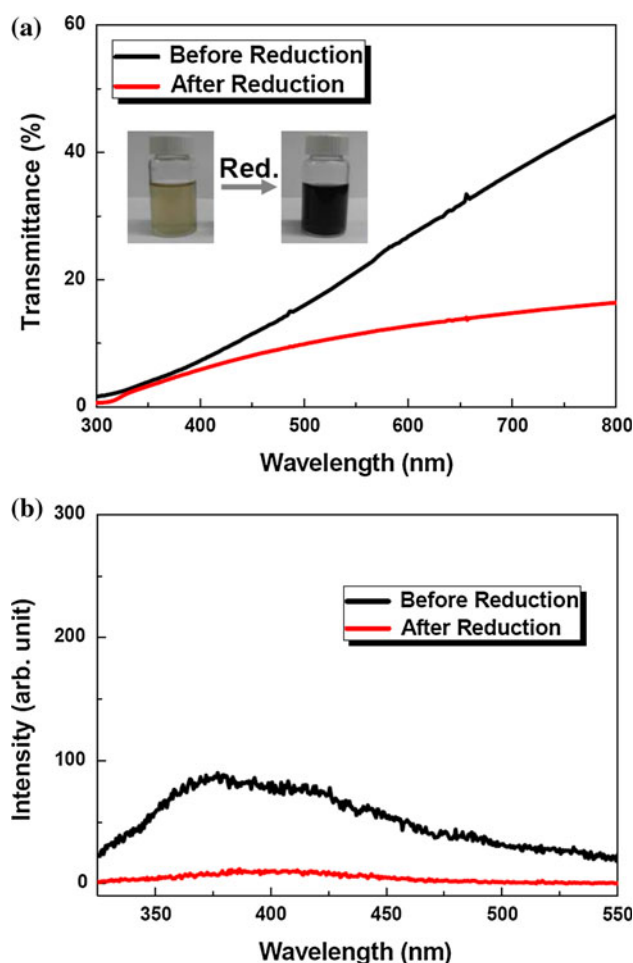 (a)
60
40
20
0
Transmittance (%)
Before Reduction
After Reduction
Red.
300 400 500 600 700 800
Wavelength (nm)
(b)
300
200
100
0
Intensity (arb. unit)
Before Reduction
After Reduction
350 400 450 500 550
Wavelength (nm)